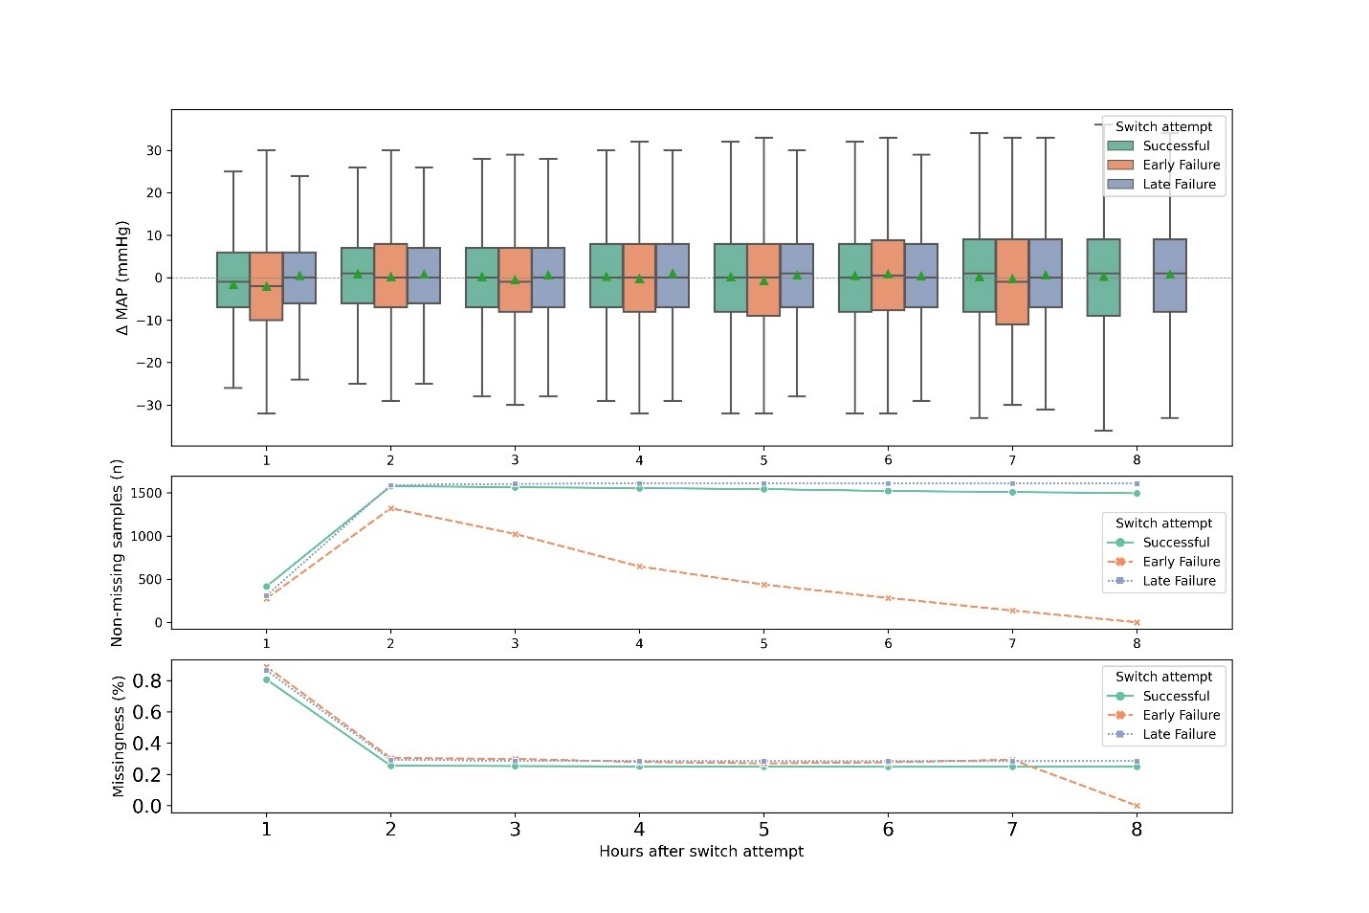 Δ MAP (mmHg)
30
20
10
0
−10
−20
−30
Switch attempt
Successful
Early Failure
Late Failure
1 2 3 4 5 6 7 8
Non-missing samples (n)
1500
1000
500
0
Switch attempt
Successful
Early Failure
Late Failure
1 2 3 4 5 6 7 8
Missingness (%)
0.8
0.6
0.4
0.2
0.0
Switch attempt
Successful
Early Failure
Late Failure
1 2 3 4 5 6 7 8
Hours after switch attempt